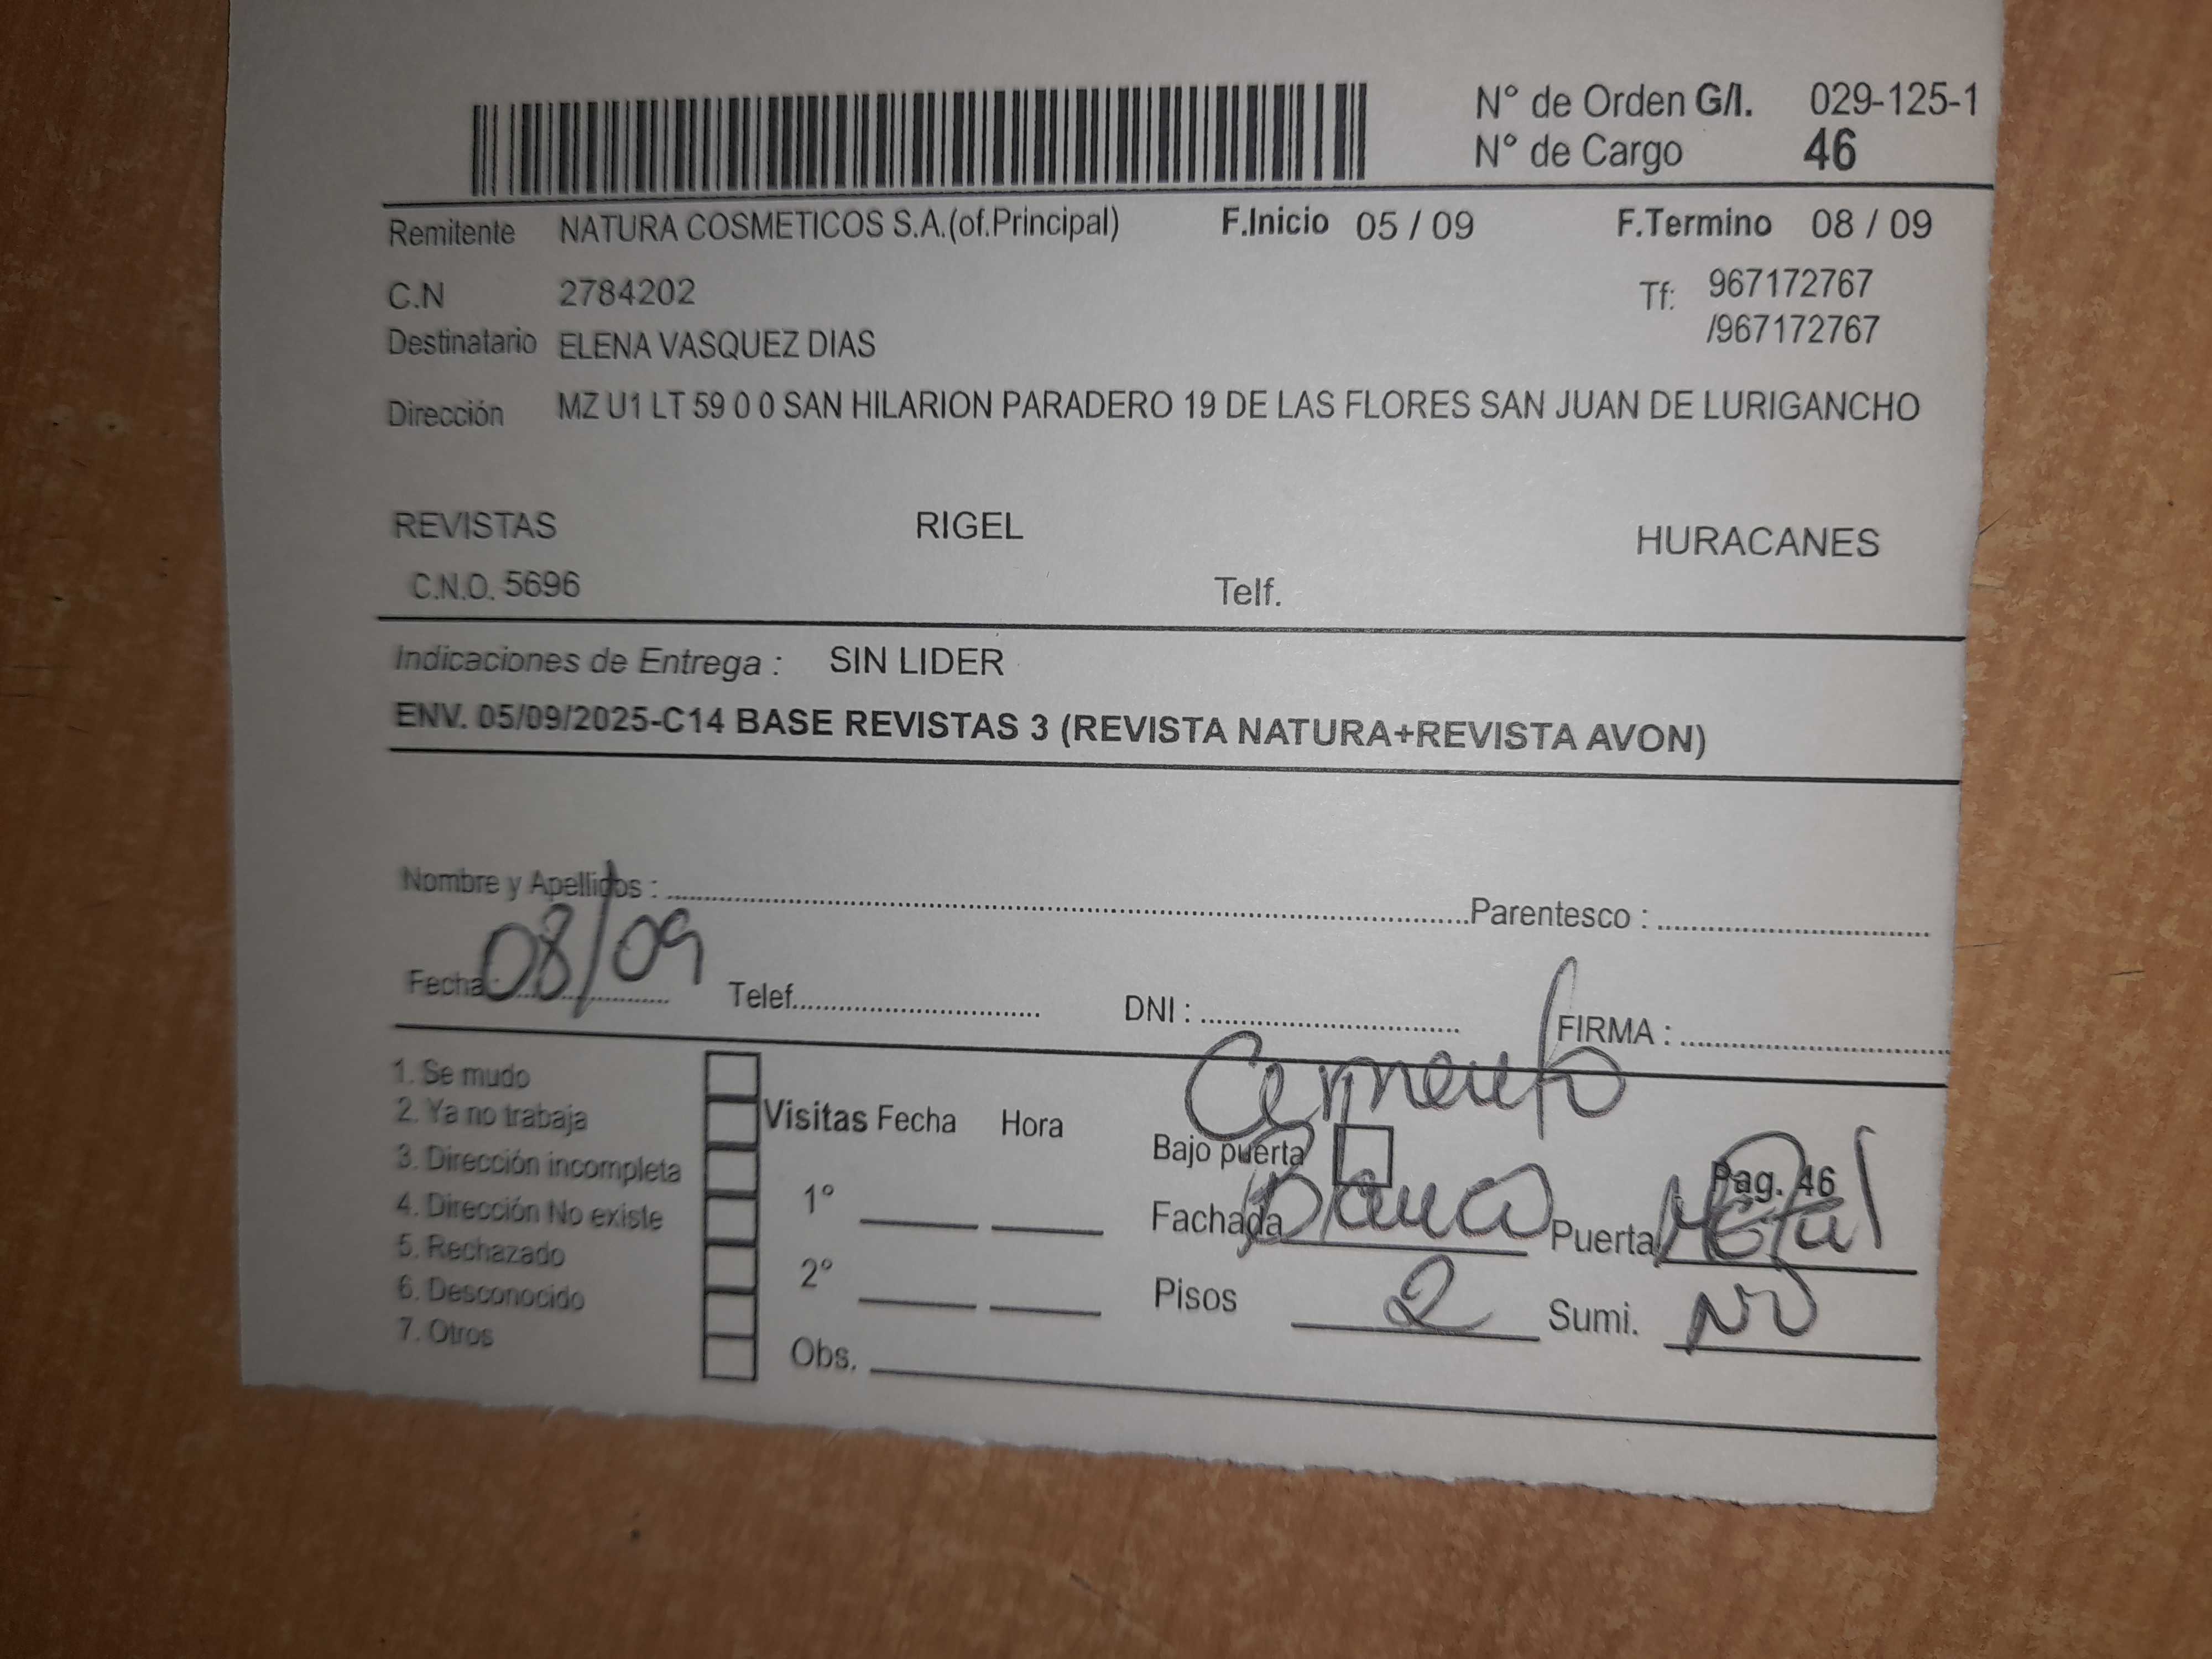 N° de Orden G/I. 029-125-1
N° de Cargo 46
Remitente NATURA COSMETICOS S.A.(of.Principal) F.Inicio 05 / 09 F.Termino 08 / 09
C.N 2784202 Tf: 967172767
/967172767
Destinatario ELENA VASQUEZ DIAS
Dirección MZ U1 LT 59 0 0 SAN HILARION PARADERO 19 DE LAS FLORES SAN JUAN DE LURIGANCHO
REVISTAS RIGEL HURACANES
C.N.O. 5696 Telf.
Indicaciones de Entrega : SIN LIDER
ENV. 05/09/2025-C14 BASE REVISTAS 3 (REVISTA NATURA+REVISTA AVON)
Nombre y Apellidos : Parentesco :
Fecha: 08/09 Telef. DNI : FIRMA :
Cemento
1. Se mudo
2. Ya no trabaja Visitas Fecha Hora Bajo puerta
3. Dirección incompleta Pag. 46
4. Dirección No existe 1° Fachada Blanca Puerta Metal
5. Rechazado
6. Desconocido 2° Pisos 2 Sumi. NO
7. Otros Obs.